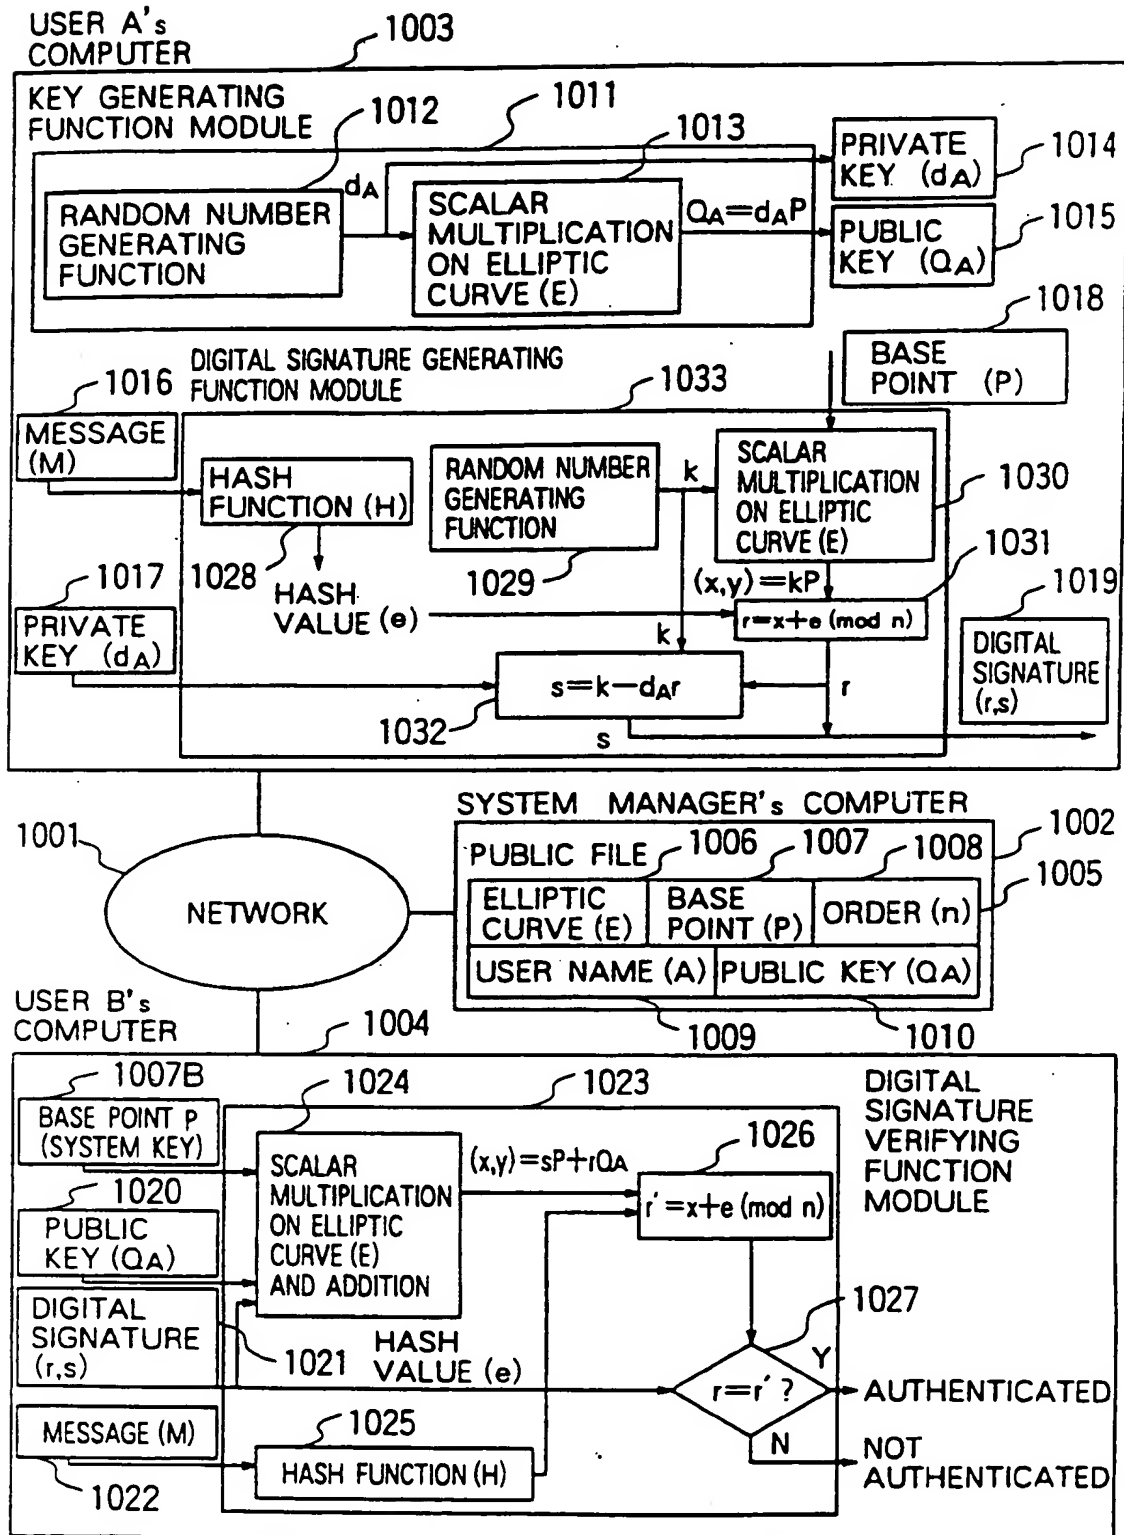 USER A's
COMPUTER
1003
KEY GENERATING
FUNCTION MODULE
1012
1011
1013
PRIVATE
KEY (dA)
1014
dA
RANDOM NUMBER
GENERATING
FUNCTION
SCALAR
MULTIPLICATION
ON ELLIPTIC
CURVE (E)
QA=dAP
PUBLIC
KEY (QA)
1015
1018
BASE
POINT (P)
DIGITAL SIGNATURE GENERATING
FUNCTION MODULE
1033
1016
MESSAGE
(M)
HASH
FUNCTION (H)
1028
RANDOM NUMBER
GENERATING
FUNCTION
1029
k
SCALAR
MULTIPLICATION
ON ELLIPTIC
CURVE (E)
1030
1031
1017
HASH
VALUE (e)
(x,y)=kP
r=x+e (mod n)
1019
PRIVATE
KEY (dA)
k
DIGITAL
SIGNATURE
(r,s)
s=k-dAr
r
1032
s
SYSTEM MANAGER's COMPUTER
1001
NETWORK
1002
PUBLIC FILE
1006
1007
1008
1005
ELLIPTIC
CURVE (E)
BASE
POINT (P)
ORDER (n)
USER NAME (A)
PUBLIC KEY (QA)
1009
1010
USER B's
COMPUTER
1004
1007B
1024
1023
DIGITAL
SIGNATURE
VERIFYING
FUNCTION
MODULE
BASE POINT P
(SYSTEM KEY)
1020
PUBLIC
KEY (QA)
SCALAR
MULTIPLICATION
ON ELLIPTIC
CURVE (E)
AND ADDITION
(x,y)=sP+rQA
1026
r'=x+e (mod n)
DIGITAL
SIGNATURE
(r,s)
1021
HASH
VALUE (e)
1027
r=r' ?
Y
AUTHENTICATED
N
NOT
AUTHENTICATED
MESSAGE (M)
1022
1025
HASH FUNCTION (H)